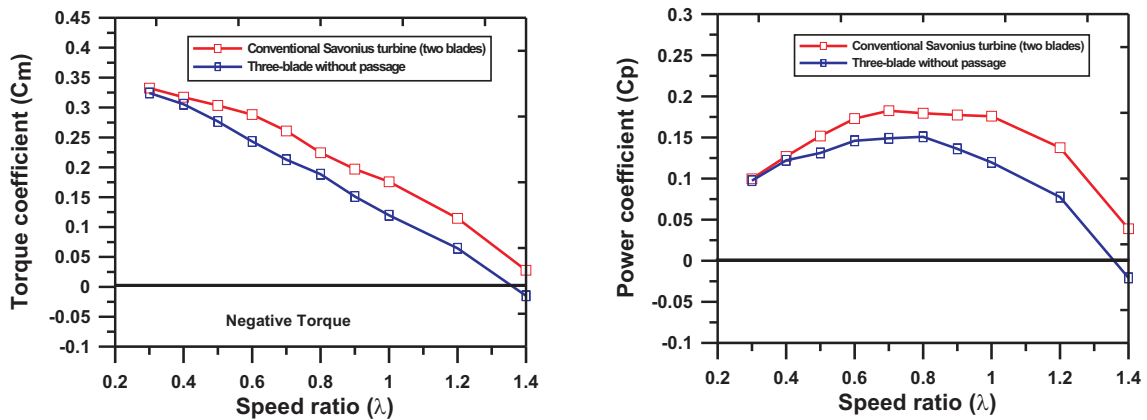 0.45
0.4
0.35
0.3
0.25
0.2
0.15
0.1
0.05
0
-0.05
-0.1
Torque coefficient (Cm)
Conventional Savonius turbine (two blades)
Three-blade without passage
Negative Torque
0.2 0.4 0.6 0.8 1 1.2 1.4
Speed ratio (λ)
0.3
0.25
0.2
0.15
0.1
0.05
0
-0.05
-0.1
Power coefficient (Cp)
Conventional Savonius turbine (two blades)
Three-blade without passage
0.2 0.4 0.6 0.8 1 1.2 1.4
Speed ratio (λ)